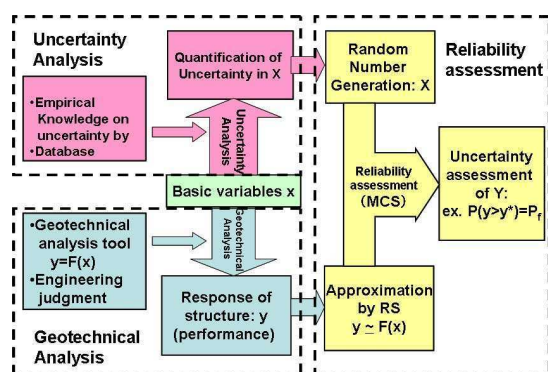 Uncertainty
Analysis
Quantification of
Uncertainty in X
Random
Number
Generation: X
Reliability
assessment
•Empirical
Knowledge on
uncertainty by
•Database
Uncertainty
Analysis
Basic variables x
Reliability
assessment
(MCS)
Uncertainty
assessment
of Y:
ex. P(y>y*)=Pf
•Geotechnical
analysis tool
y=F(x)
•Engineering
judgment
Geotechnical
Analysis
Response of
structure: y
(performance)
Approximation
by RS
y ≃ F(x)
Geotechnical
Analysis